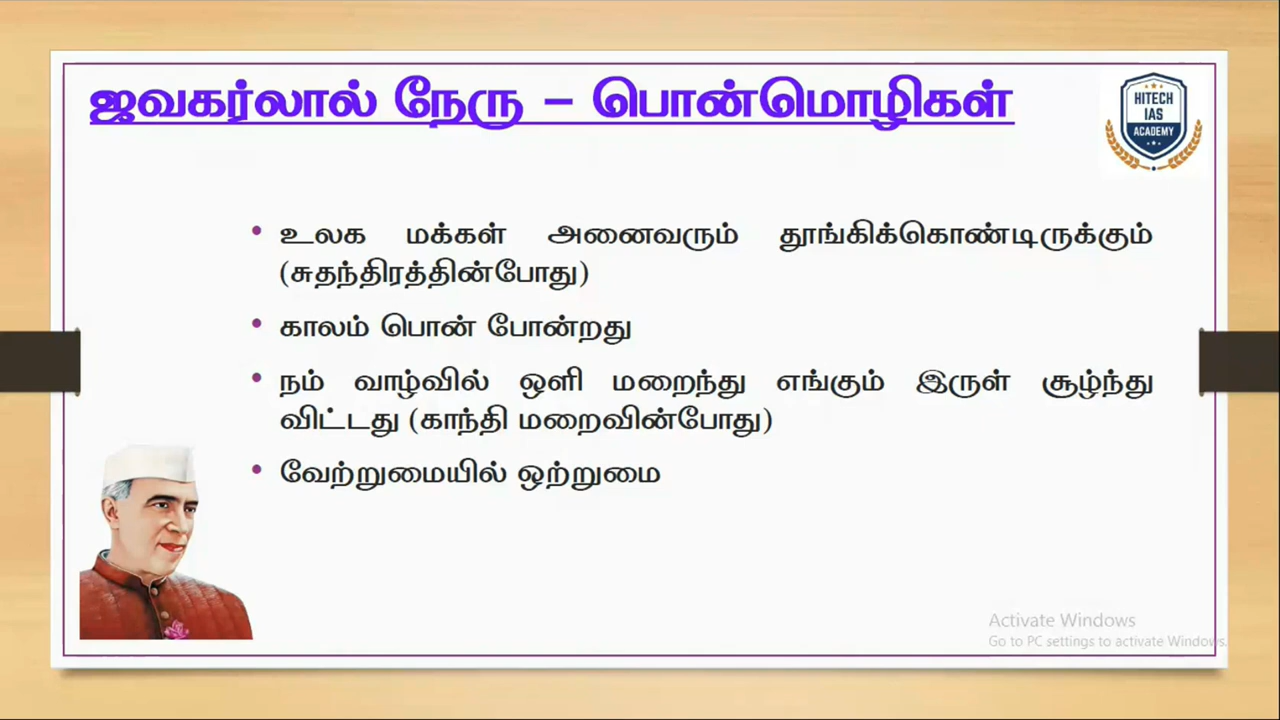 ஜவகர்லால் நேரு – பொன்மொழிகள்
HITECH
IAS
ACADEMY
• உலக மக்கள் அனைவரும் தூங்கிக்கொண்டிருக்கும்
(சுதந்திரத்தின்போது)
• காலம் பொன் போன்றது
• நம் வாழ்வில் ஒளி மறைந்து எங்கும் இருள் சூழ்ந்து
விட்டது (காந்தி மறைவின்போது)
• வேற்றுமையில் ஒற்றுமை
Activate Windows
Go to PC settings to activate Windows.